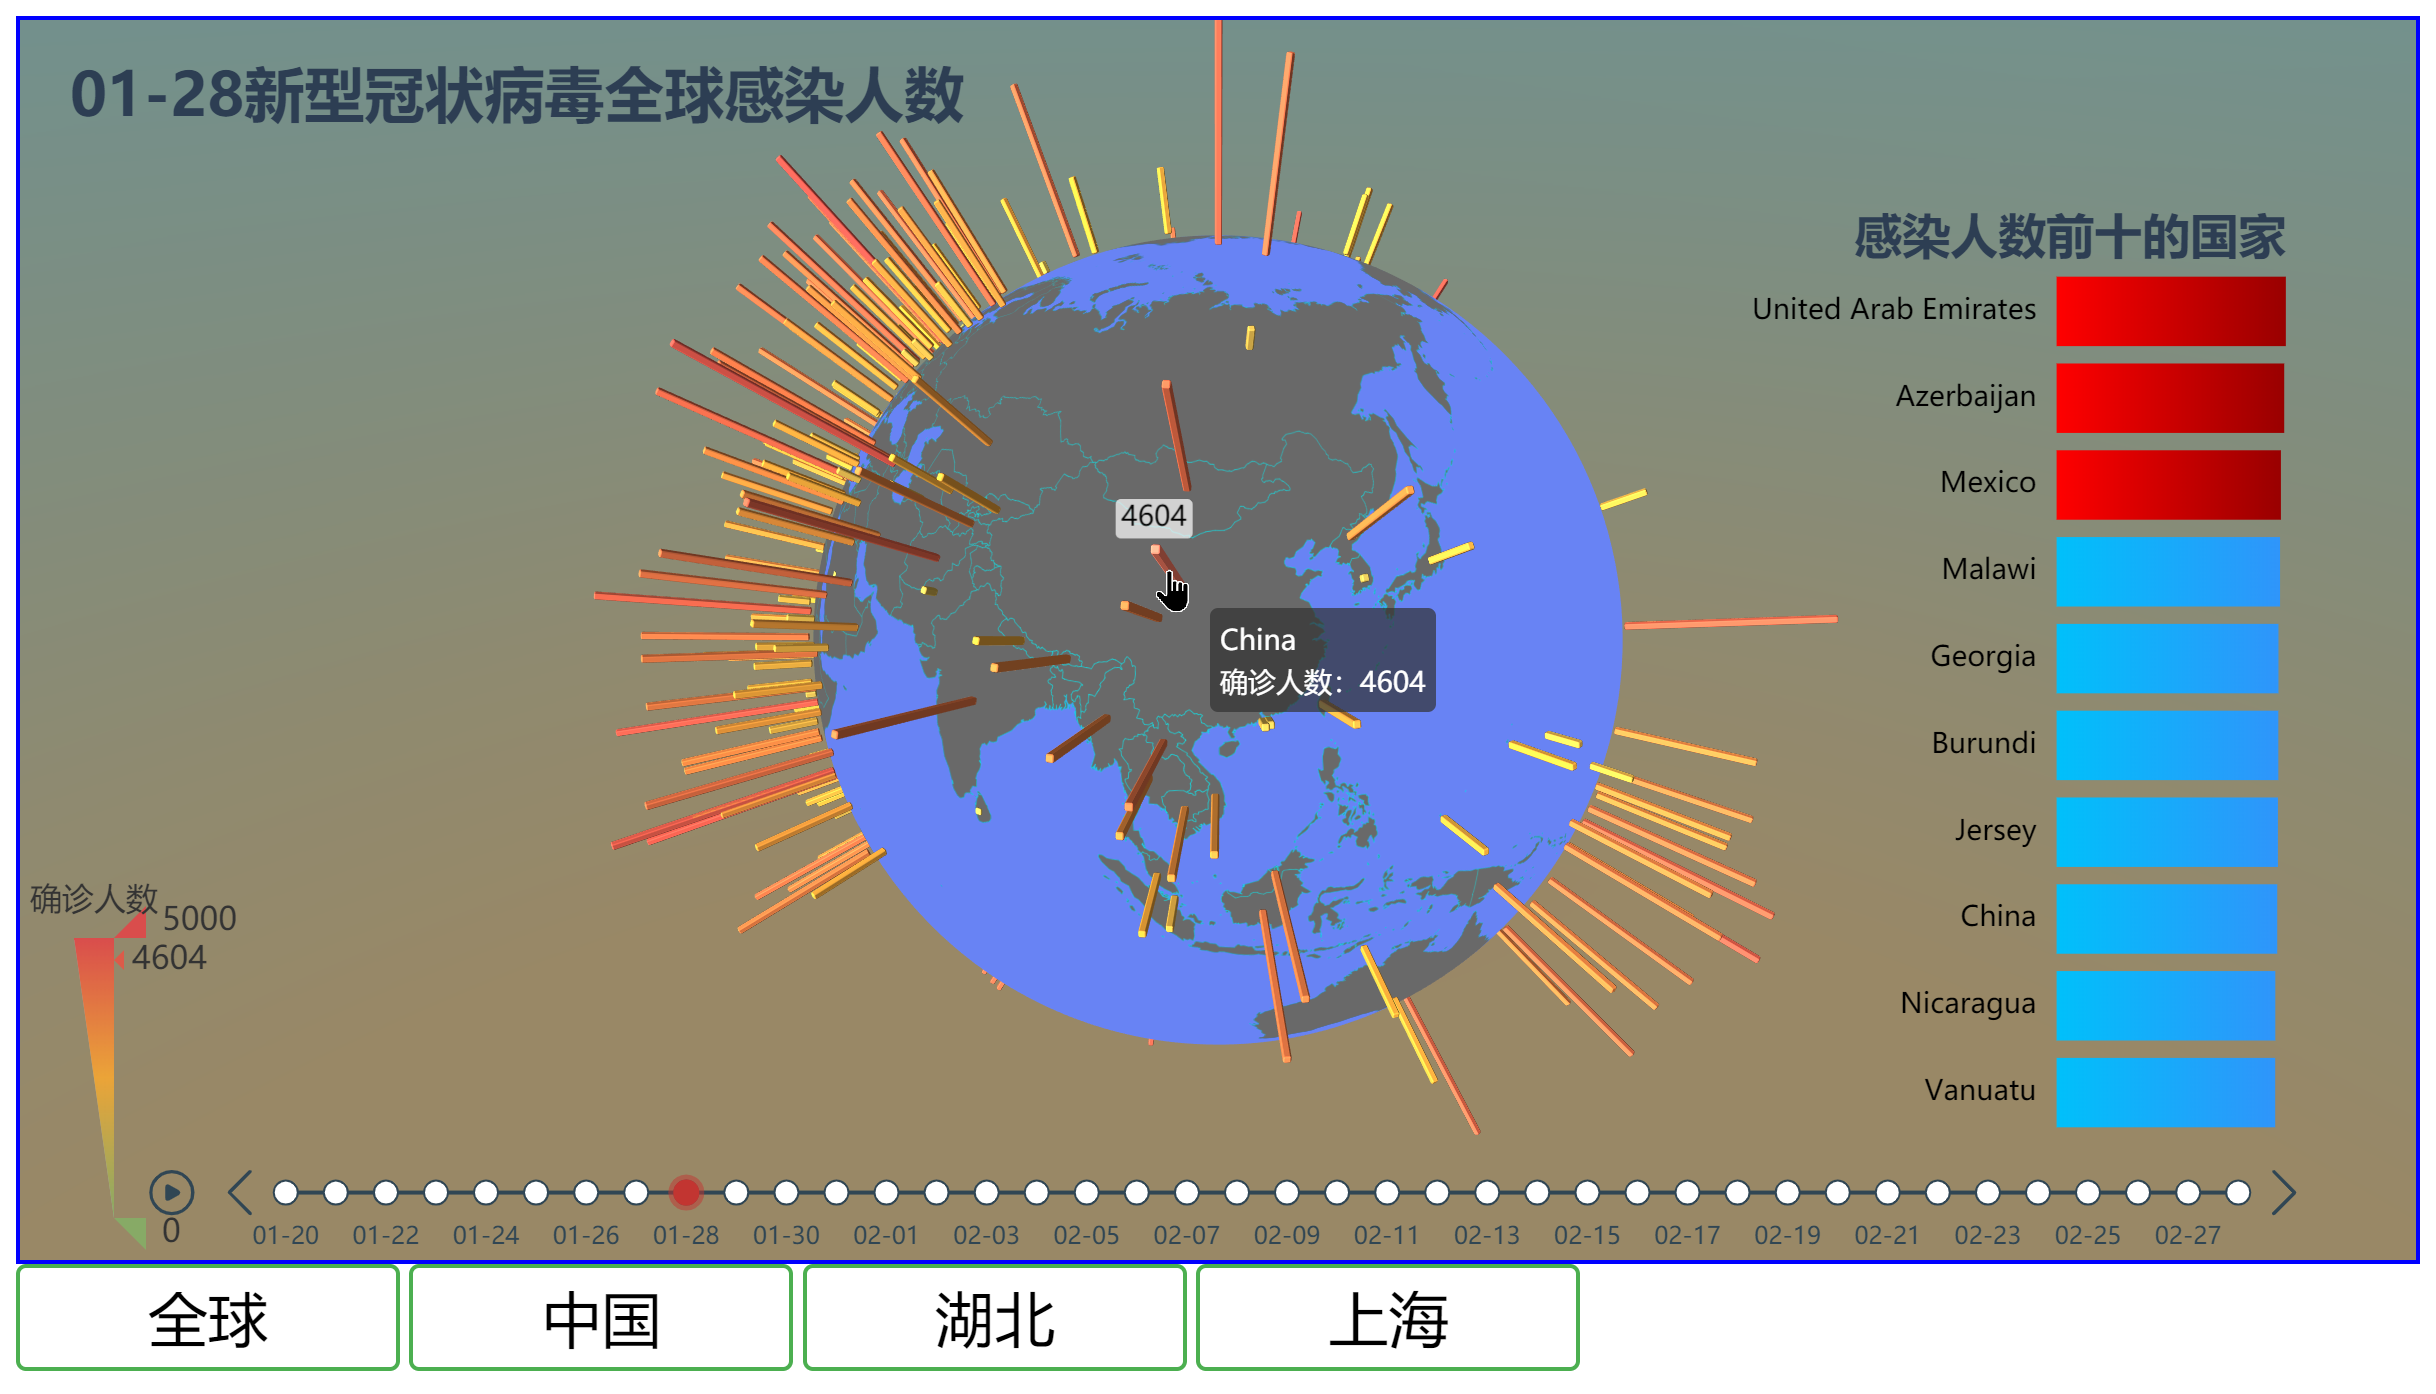 01-28新型冠状病毒全球感染人数
感染人数前十的国家
United Arab Emirates
Azerbaijan
Mexico
Malawi
Georgia
Burundi
Jersey
China
Nicaragua
Vanuatu
4604
China
确诊人数：4604
确诊人数
5000
4604
0
01-20 01-22 01-24 01-26 01-28 01-30 02-01 02-03 02-05 02-07 02-09 02-11 02-13 02-15 02-17 02-19 02-21 02-23 02-25 02-27
全球 中国 湖北 上海